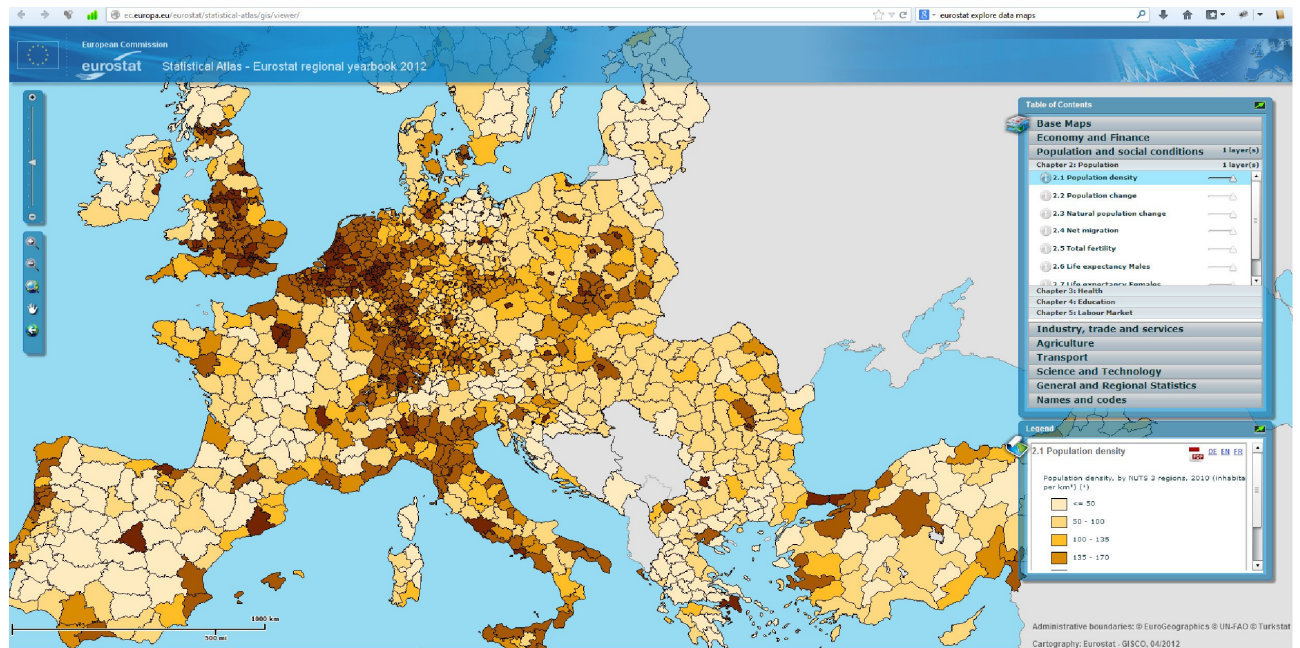 ec.europa.eu/eurostat/statistical-atlas/gis/viewer/
eurostat explore data maps
European Commission
eurostat
Statistical Atlas - Eurostat regional yearbook 2012
Table of Contents
Base Maps
Economy and Finance
Population and social conditions 1 layer(s)
Chapter 2: Population 1 layer(s)
2.1 Population density
2.2 Population change
2.3 Natural population change
2.4 Net migration
2.5 Total fertility
2.6 Life expectancy Males
2.7 Life expectancy Females
Chapter 3: Health
Chapter 4: Education
Chapter 5: Labour Market
Industry, trade and services
Agriculture
Transport
Science and Technology
General and Regional Statistics
Names and codes
Legend
2.1 Population density
PDF DE EN FR
Population density, by NUTS 3 regions, 2010 (inhabita
per km²) (¹)
<= 50
50 - 100
100 - 135
135 - 170
1000 km
500 mi
Administrative boundaries: © EuroGeographics © UN-FAO © Turkstat
Cartography: Eurostat - GISCO, 04/2012